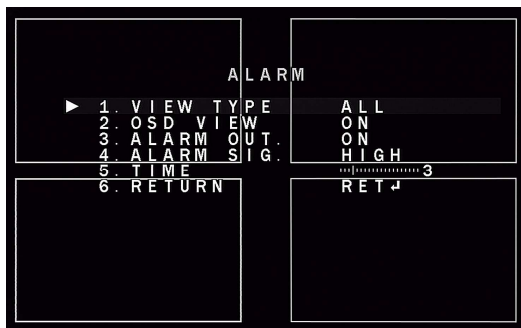 ALARM
1. VIEW TYPE ALL
2. OSD VIEW ON
3. ALARM OUT. ON
4. ALARM SIG. HIGH
5. TIME 3
6. RETURN RET↲